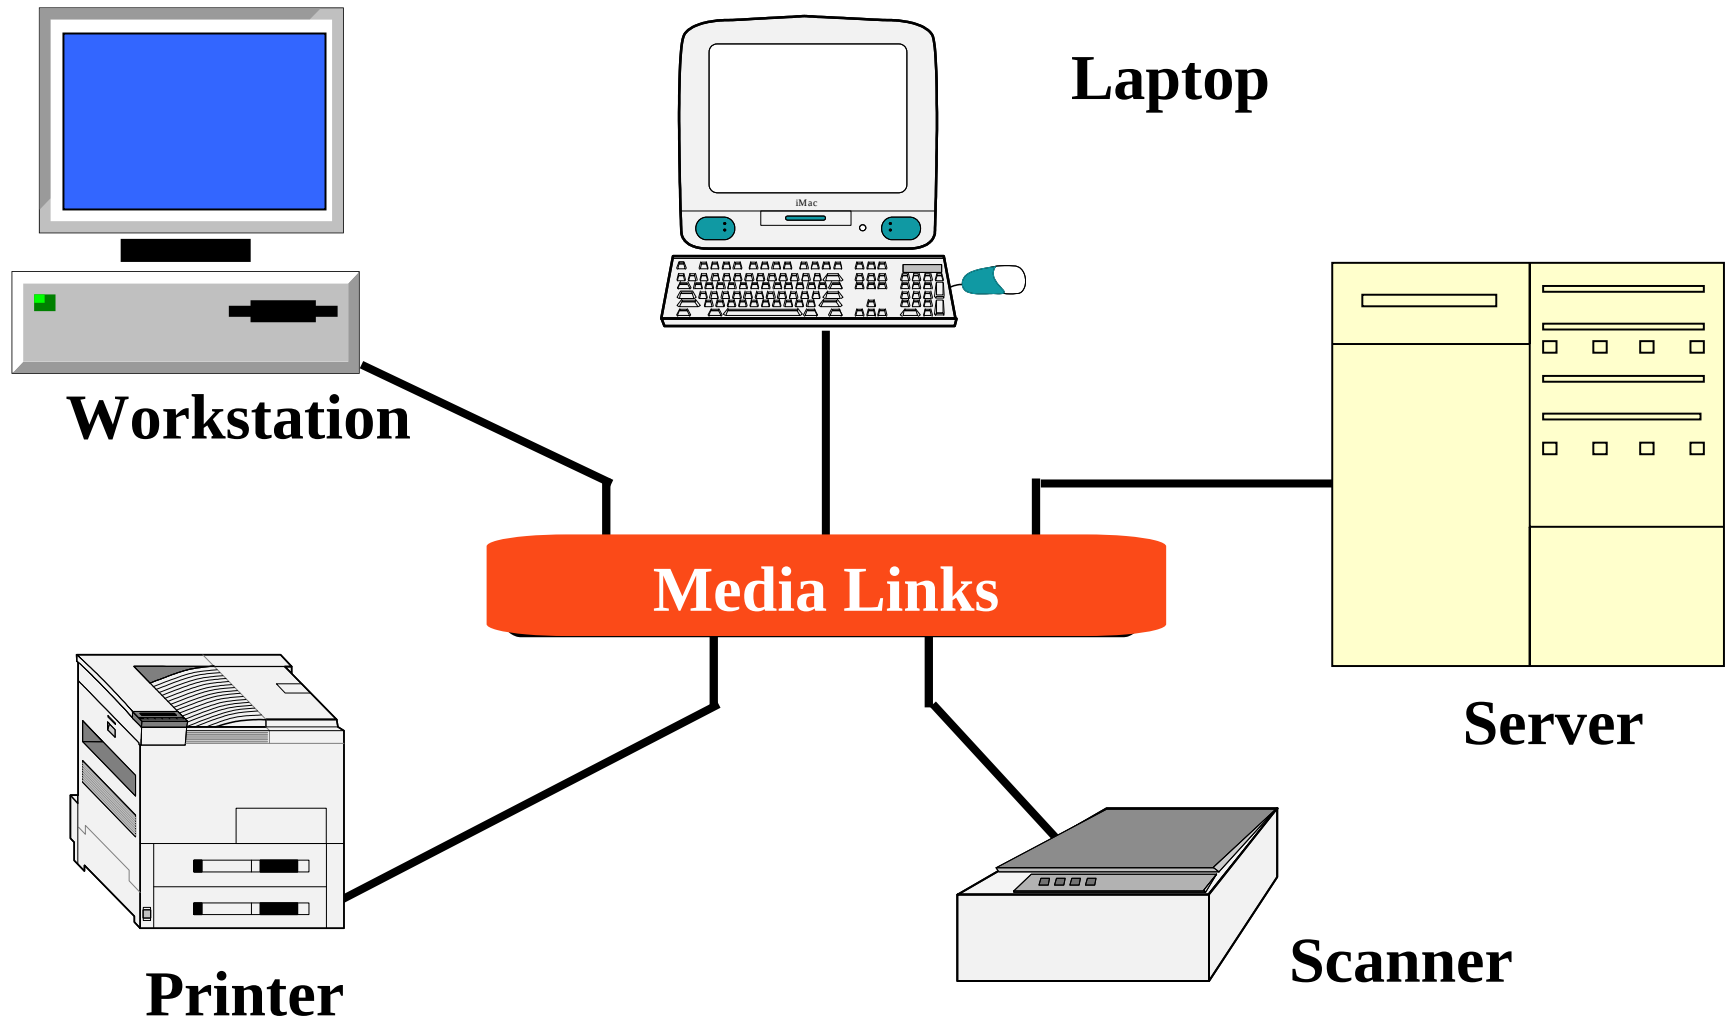 Laptop
iMac
Workstation
Media Links
Server
Scanner
Printer